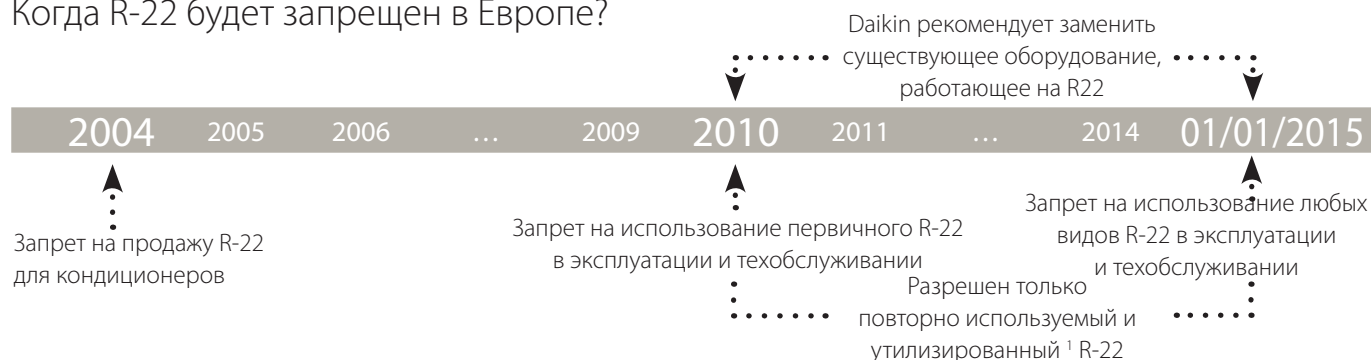 Когда R-22 будет запрещен в Европе?
Daikin рекомендует заменить
существующее оборудование,
работающее на R22
2004 2005 2006 ... 2009 2010 2011 ... 2014 01/01/2015
Запрет на продажу R-22
для кондиционеров
Запрет на использование первичного R-22
в эксплуатации и техобслуживании
Запрет на использование любых
видов R-22 в эксплуатации
и техобслуживании
Разрешен только
повторно используемый и
утилизированный ¹ R-22